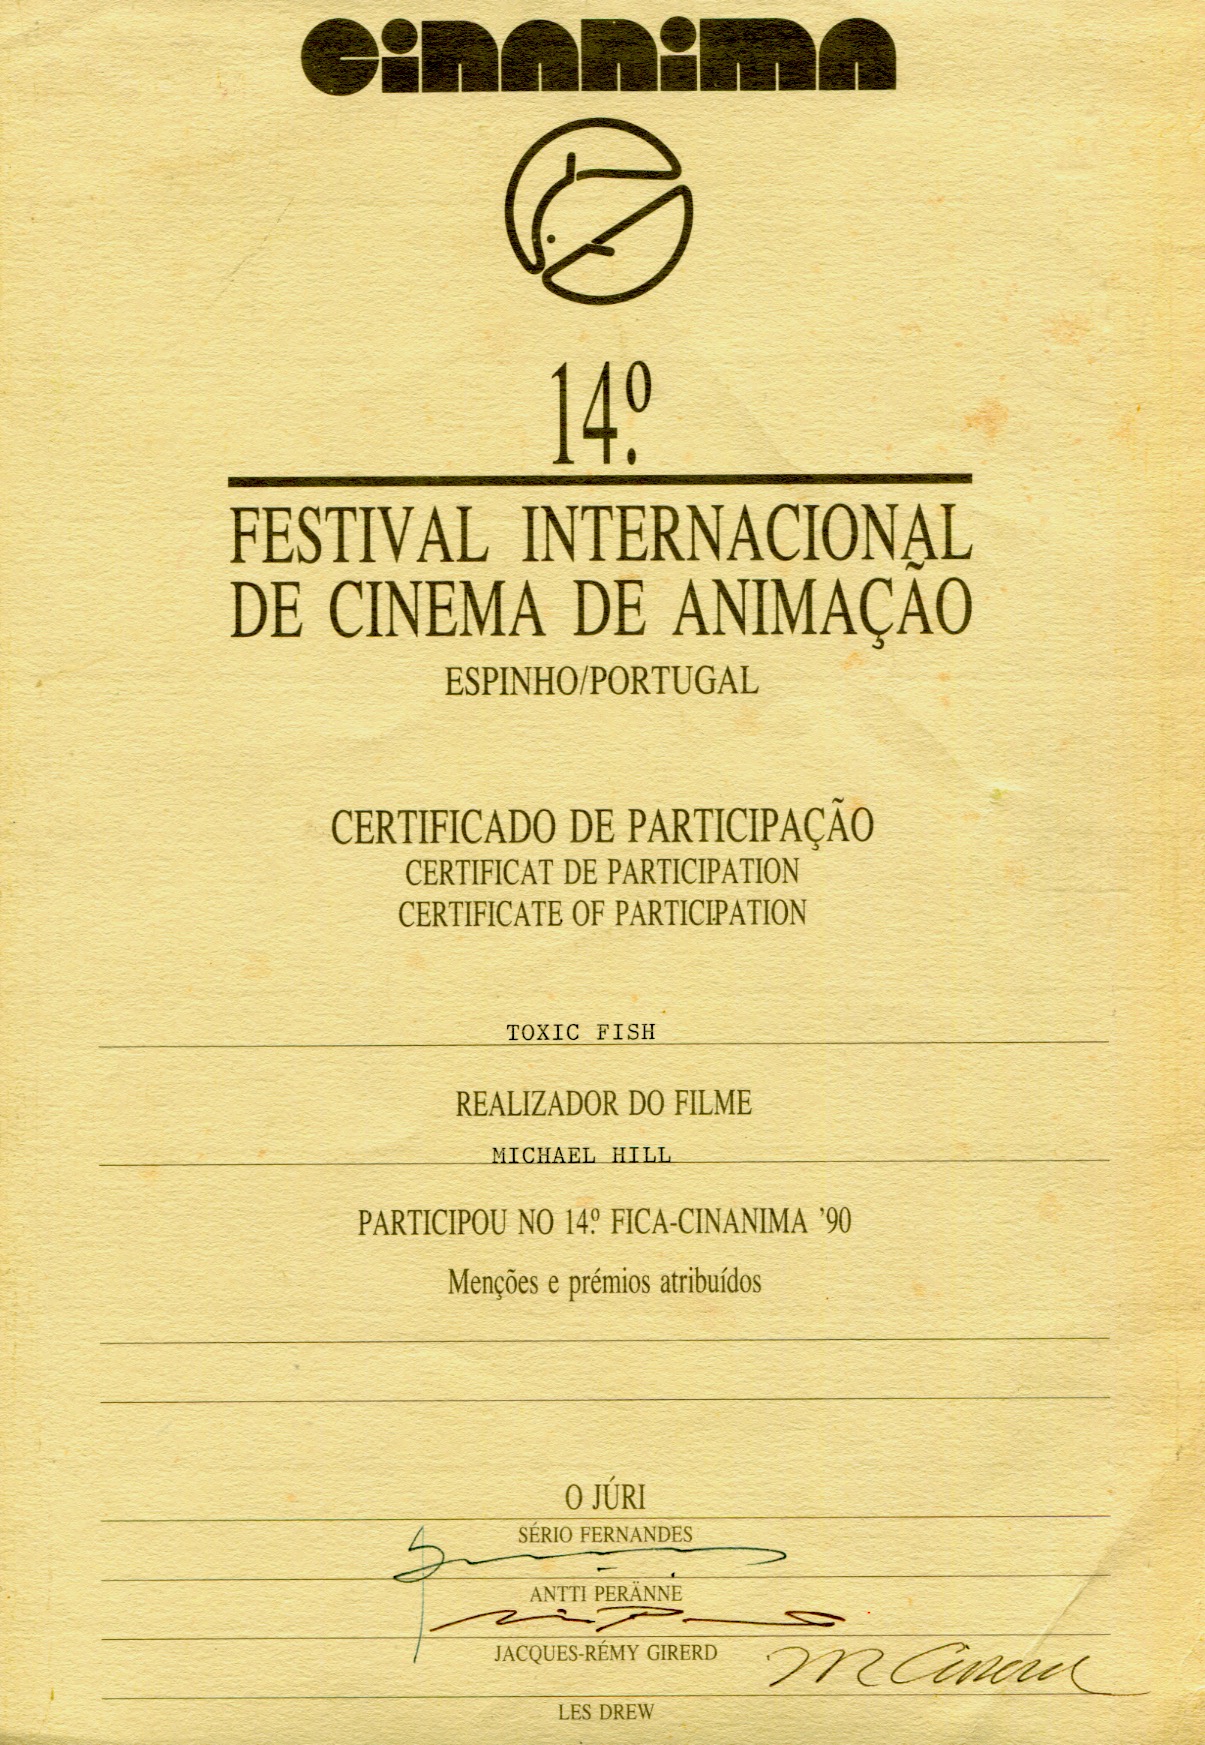 cinanima
14.º
FESTIVAL INTERNACIONAL
DE CINEMA DE ANIMAÇÃO
ESPINHO/PORTUGAL
CERTIFICADO DE PARTICIPAÇÃO
CERTIFICAT DE PARTICIPATION
CERTIFICATE OF PARTICIPATION
TOXIC FISH
REALIZADOR DO FILME
MICHAEL HILL
PARTICIPOU NO 14.º FICA-CINANIMA '90
Menções e prémios atribuídos
O JÚRI
SÉRIO FERNANDES
ANTTI PERÄNNE
JACQUES-RÉMY GIRERD
LES DREW